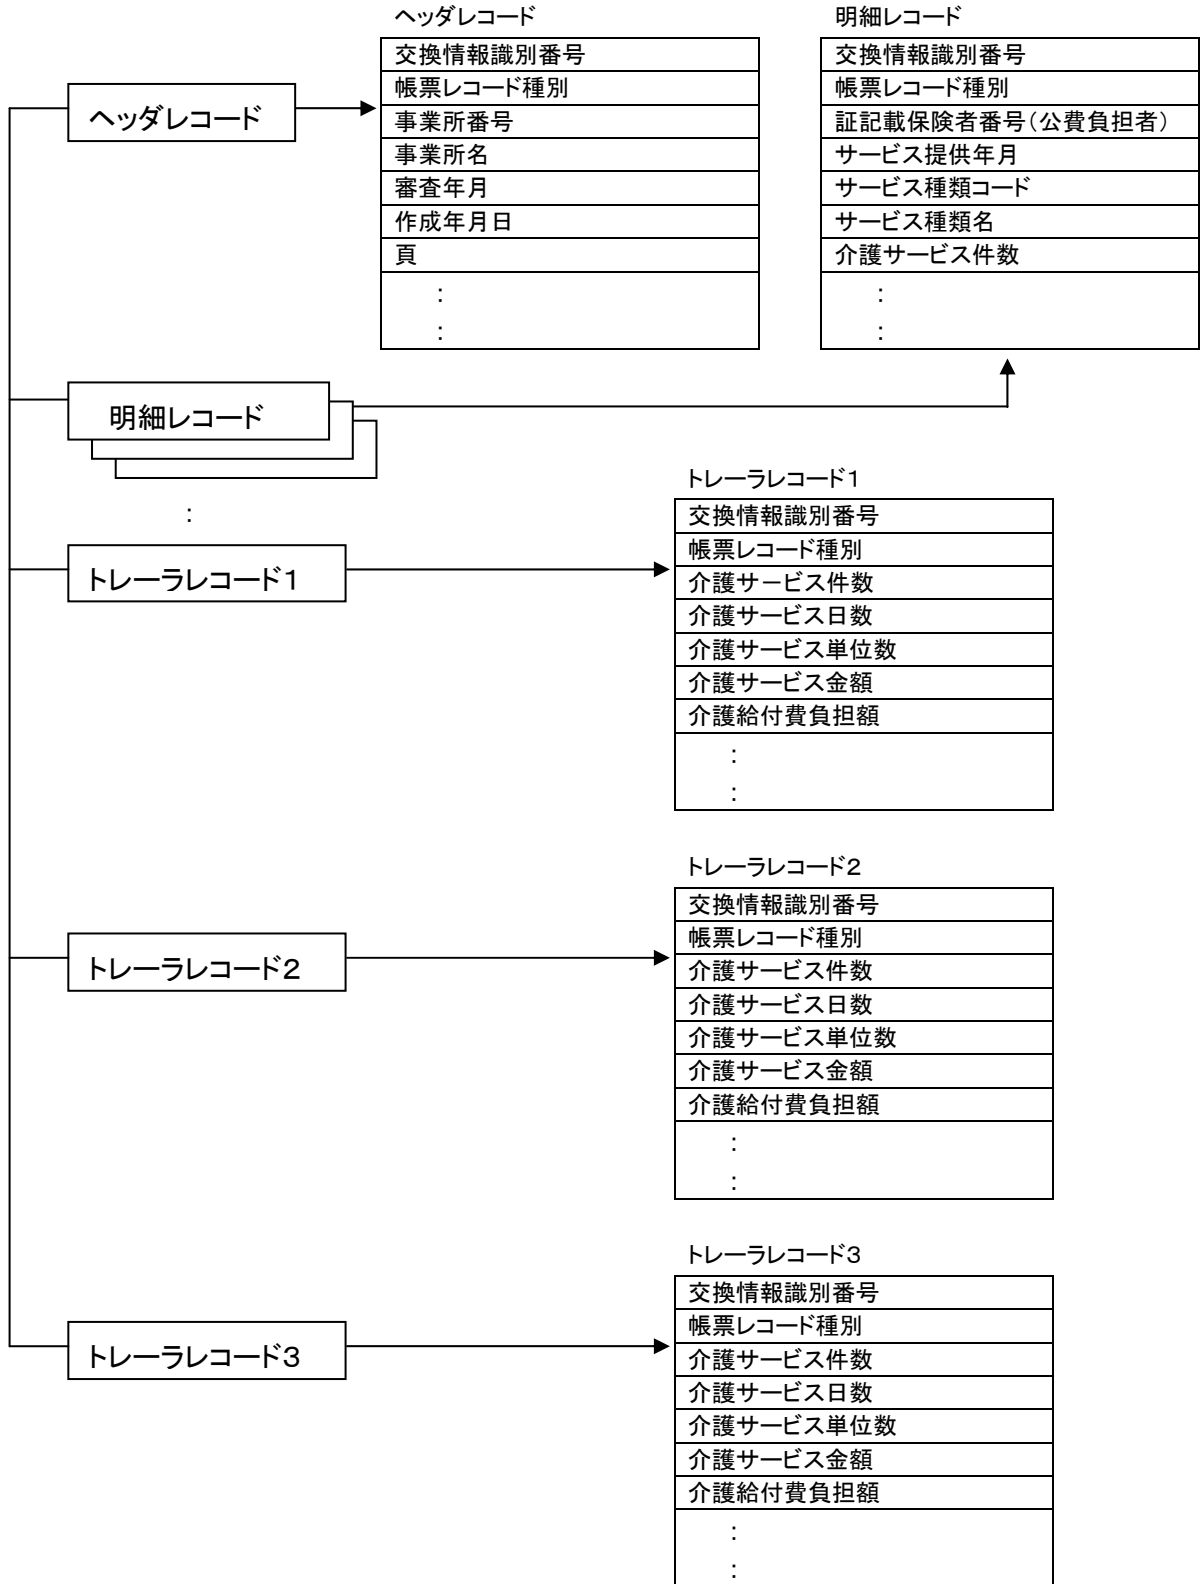 ヘッダレコード
交換情報識別番号
帳票レコード種別
事業所番号
事業所名
審査年月
作成年月日
頁
:
:
明細レコード
交換情報識別番号
帳票レコード種別
証記載保険者番号(公費負担者)
サービス提供年月
サービス種類コード
サービス種類名
介護サービス件数
:
:
ヘッダレコード
明細レコード
:
トレーラレコード1
トレーラレコード1
交換情報識別番号
帳票レコード種別
介護サービス件数
介護サービス日数
介護サービス単位数
介護サービス金額
介護給付費負担額
:
:
トレーラレコード2
トレーラレコード2
交換情報識別番号
帳票レコード種別
介護サービス件数
介護サービス日数
介護サービス単位数
介護サービス金額
介護給付費負担額
:
:
トレーラレコード3
トレーラレコード3
交換情報識別番号
帳票レコード種別
介護サービス件数
介護サービス日数
介護サービス単位数
介護サービス金額
介護給付費負担額
:
: